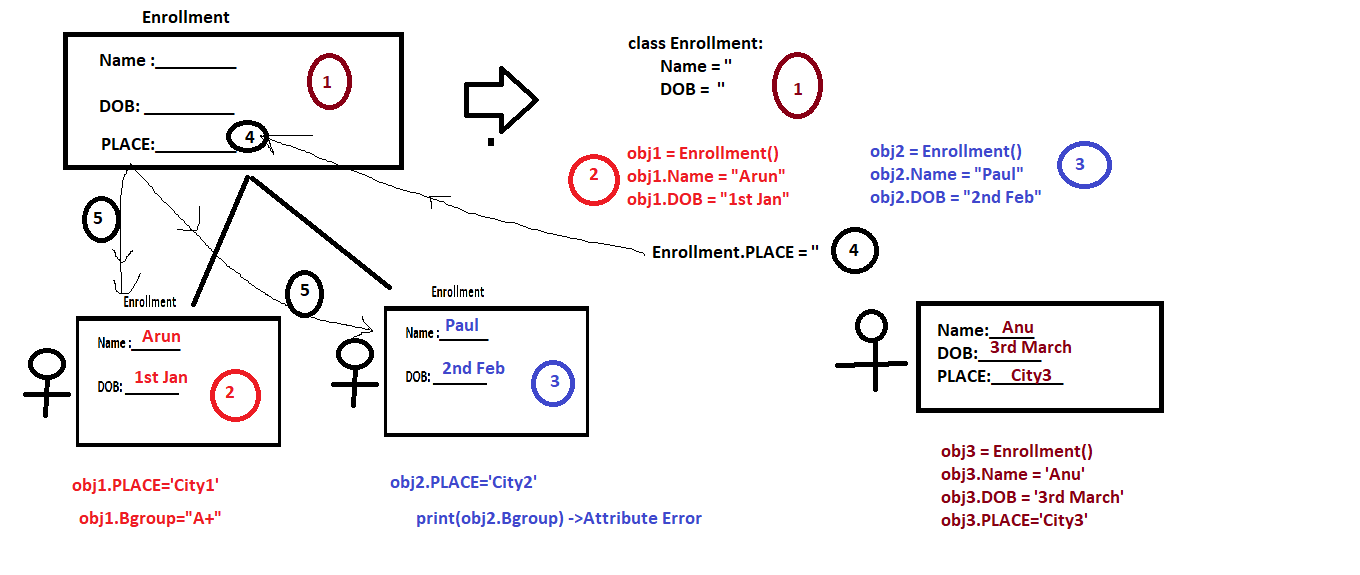 Enrollment
Name :_________
1
DOB: __________
PLACE:_________
4
class Enrollment:
Name = "
DOB = "
1
2
obj1 = Enrollment()
obj1.Name = "Arun"
obj1.DOB = "1st Jan"
obj2 = Enrollment()
obj2.Name = "Paul"
obj2.DOB = "2nd Feb"
3
Enrollment.PLACE = "
4
5
5
Enrollment
Name : Arun
DOB: 1st Jan
2
Enrollment
Name : Paul
DOB: 2nd Feb
3
Name: Anu
DOB: 3rd March
PLACE: City3
obj1.PLACE='City1'
obj1.Bgroup="A+"
obj2.PLACE='City2'
print(obj2.Bgroup) ->Attribute Error
obj3 = Enrollment()
obj3.Name = 'Anu'
obj3.DOB = '3rd March'
obj3.PLACE='City3'